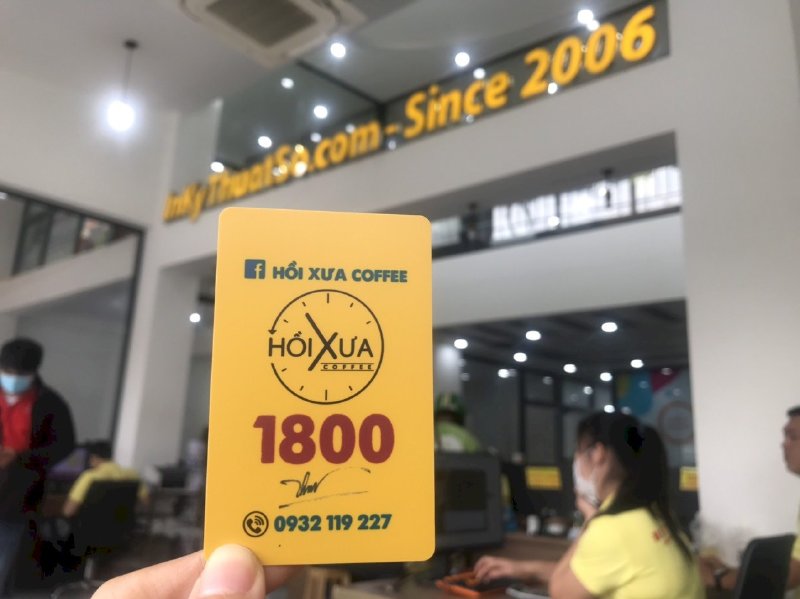 InKyThuatSo.com - Since 2006
f HỒI XƯA COFFEE
HỒI XƯA
COFFEE
1800
0932 119 227